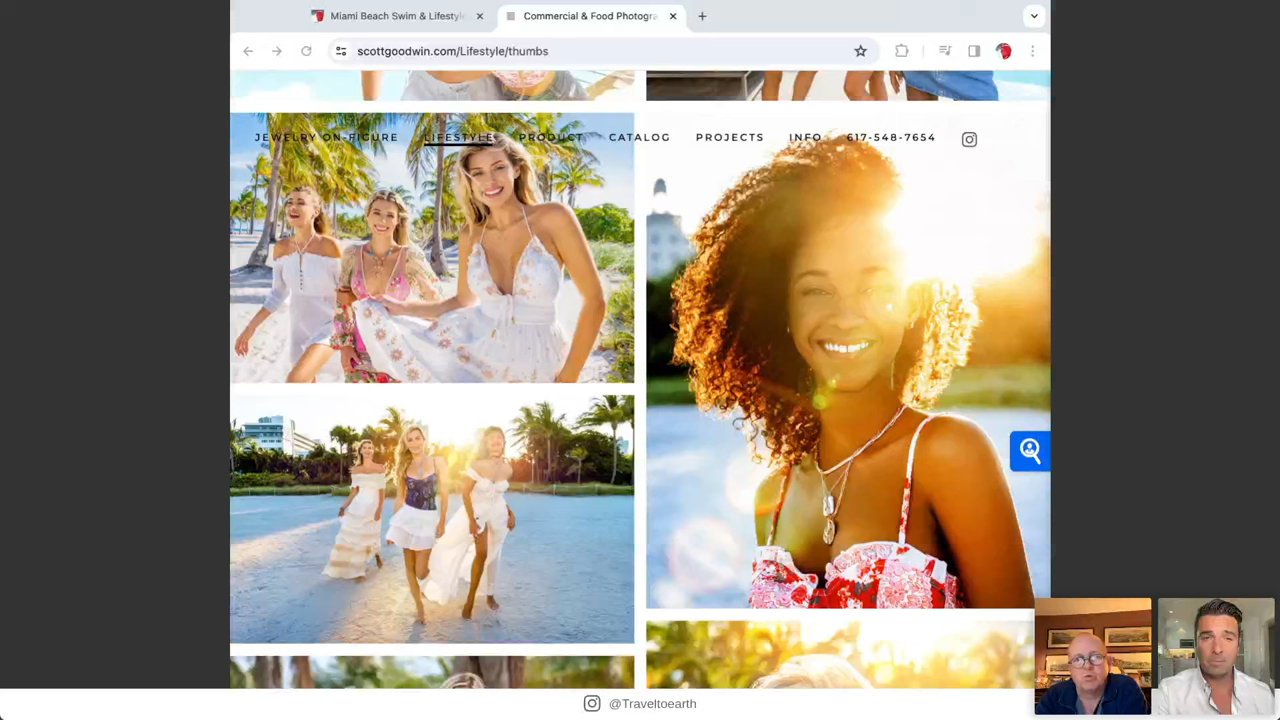 Miami Beach Swim & Lifesty
Commercial & Food Photogra
scottgoodwin.com/Lifestyle/thumbs
JEWELRY ON-FIGURE LIFESTYLE PRODUCT CATALOG PROJECTS INFO 617-548-7654
@Traveltoearth